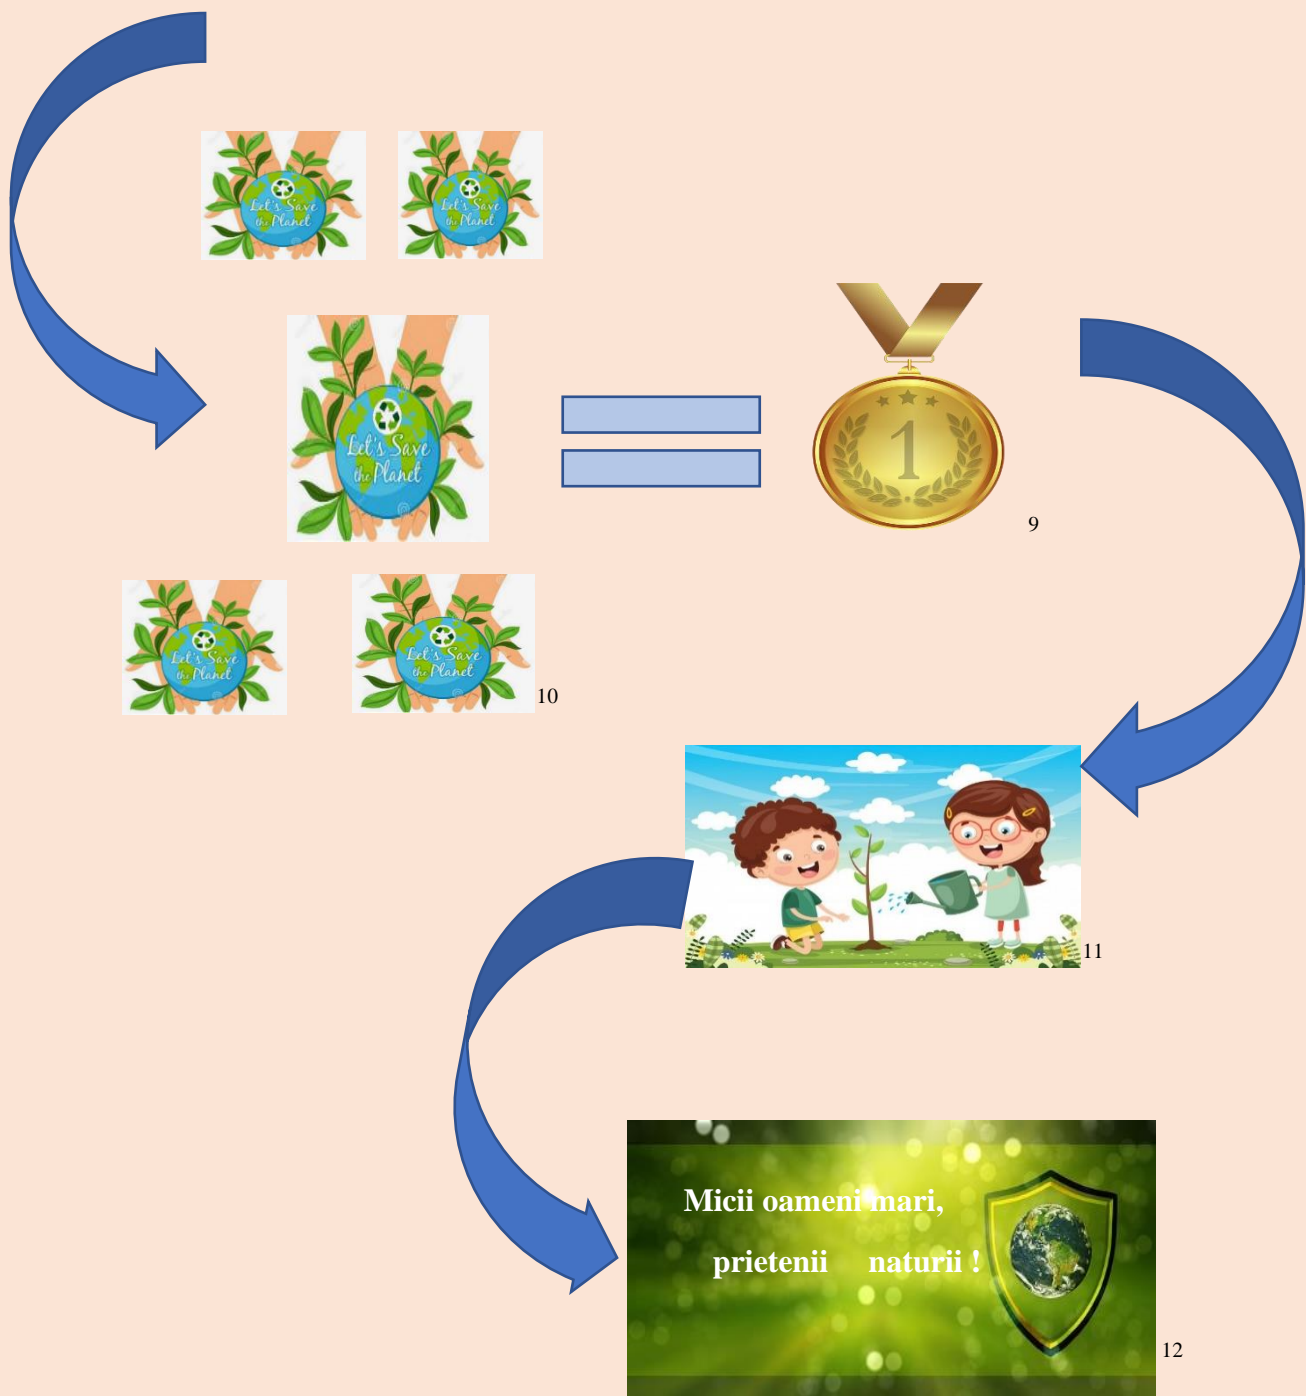 Let's Save
the Planet
Let's Save
the Planet
Let's Save
the Planet
1
9
Let's Save
the Planet
Let's Save
the Planet
10
11
Micii oameni mari,
prietenii naturii !
12